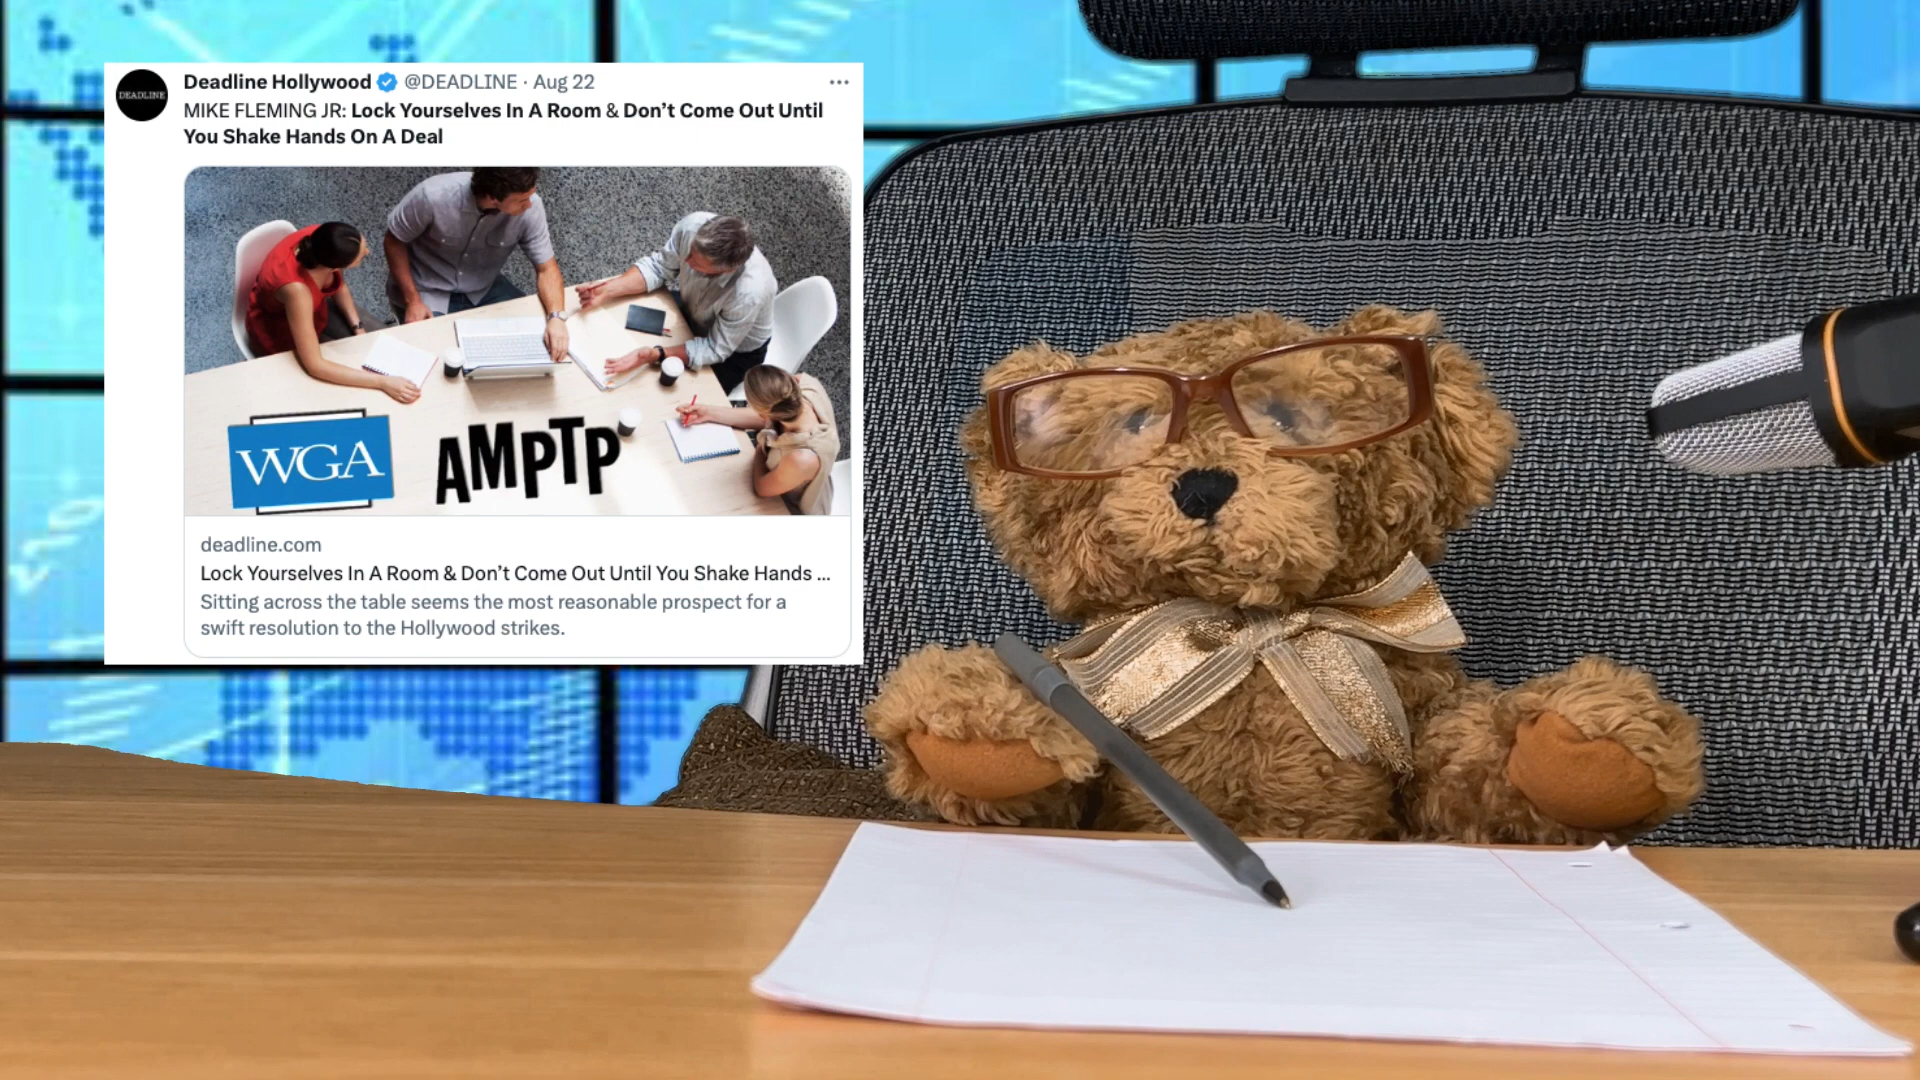 DEADLINE
Deadline Hollywood @DEADLINE · Aug 22
MIKE FLEMING JR: Lock Yourselves In A Room & Don’t Come Out Until
You Shake Hands On A Deal
WGA
AMPTP
deadline.com
Lock Yourselves In A Room & Don’t Come Out Until You Shake Hands ...
Sitting across the table seems the most reasonable prospect for a
swift resolution to the Hollywood strikes.